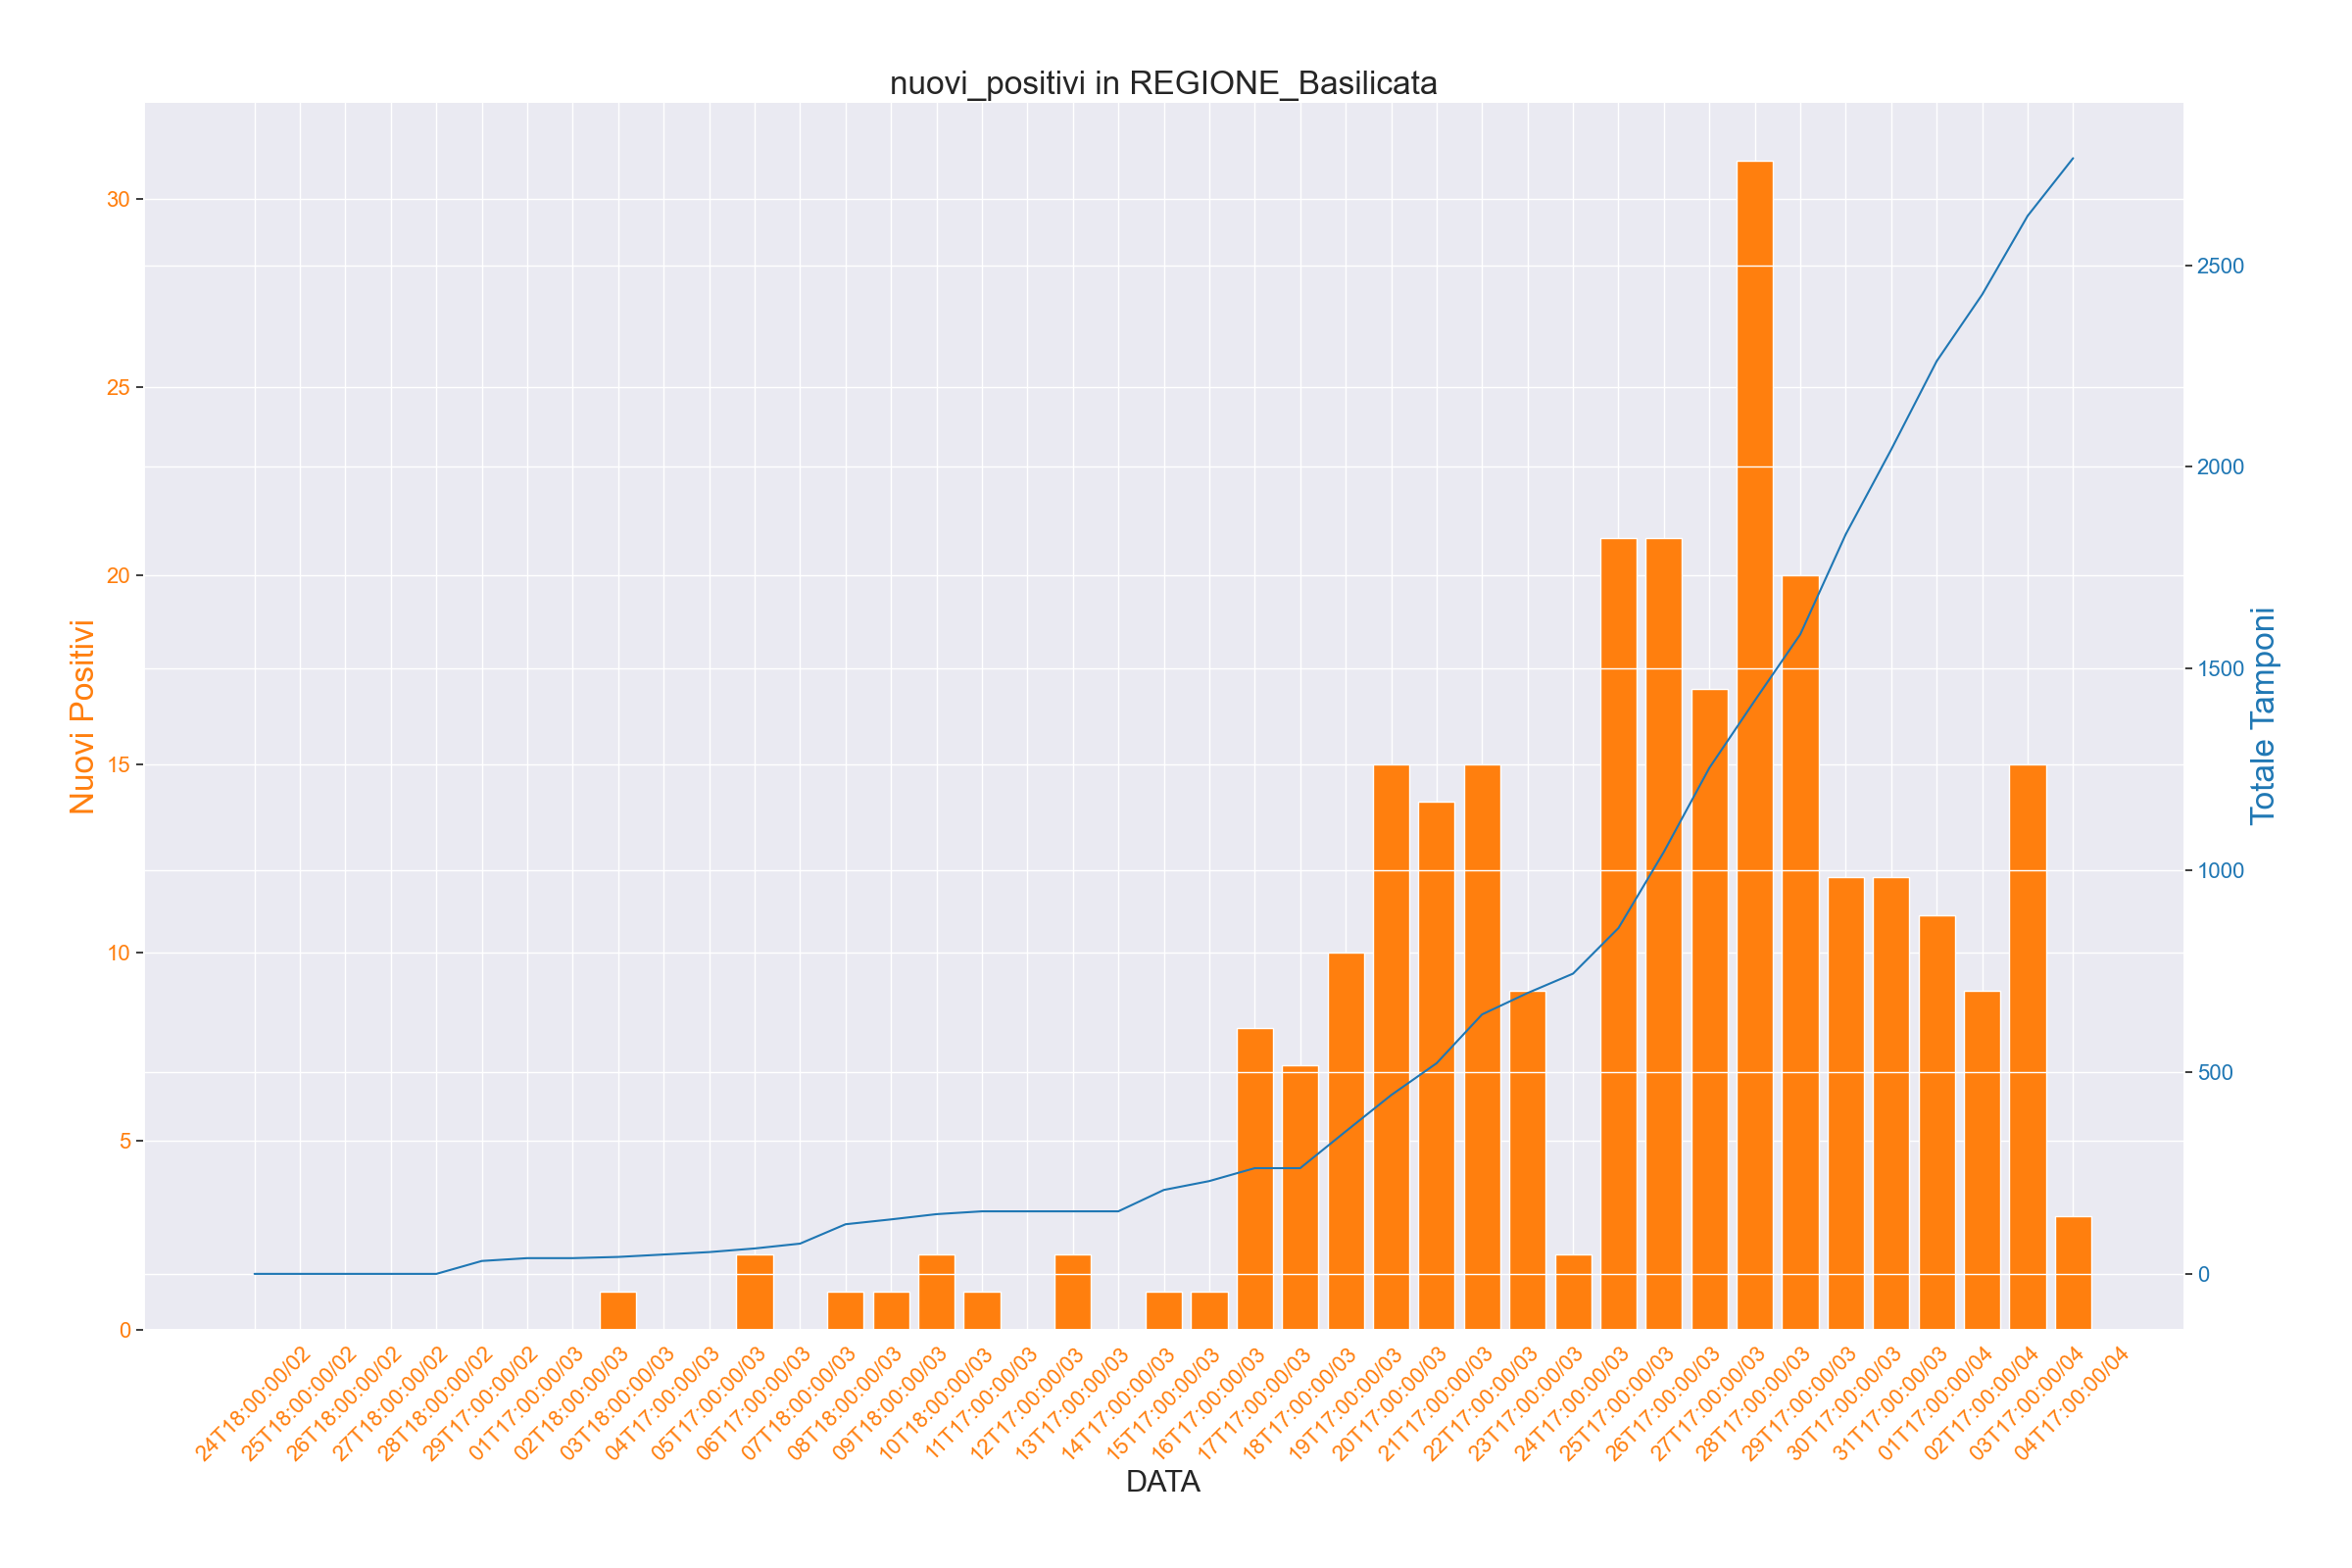 nuovi_positivi in REGIONE_Basilicata
30
25
20
15
10
5
0
Nuovi Positivi
2500
2000
1500
1000
500
0
Totale Tamponi
24T18:00:00/02
25T18:00:00/02
26T18:00:00/02
27T18:00:00/02
28T18:00:00/02
29T17:00:00/02
01T17:00:00/03
02T18:00:00/03
03T18:00:00/03
04T17:00:00/03
05T17:00:00/03
06T17:00:00/03
07T18:00:00/03
08T18:00:00/03
09T18:00:00/03
10T18:00:00/03
11T17:00:00/03
12T17:00:00/03
13T17:00:00/03
14T17:00:00/03
15T17:00:00/03
16T17:00:00/03
17T17:00:00/03
18T17:00:00/03
19T17:00:00/03
20T17:00:00/03
21T17:00:00/03
22T17:00:00/03
23T17:00:00/03
24T17:00:00/03
25T17:00:00/03
26T17:00:00/03
27T17:00:00/03
28T17:00:00/03
29T17:00:00/03
30T17:00:00/03
31T17:00:00/03
01T17:00:00/04
02T17:00:00/04
03T17:00:00/04
04T17:00:00/04
DATA